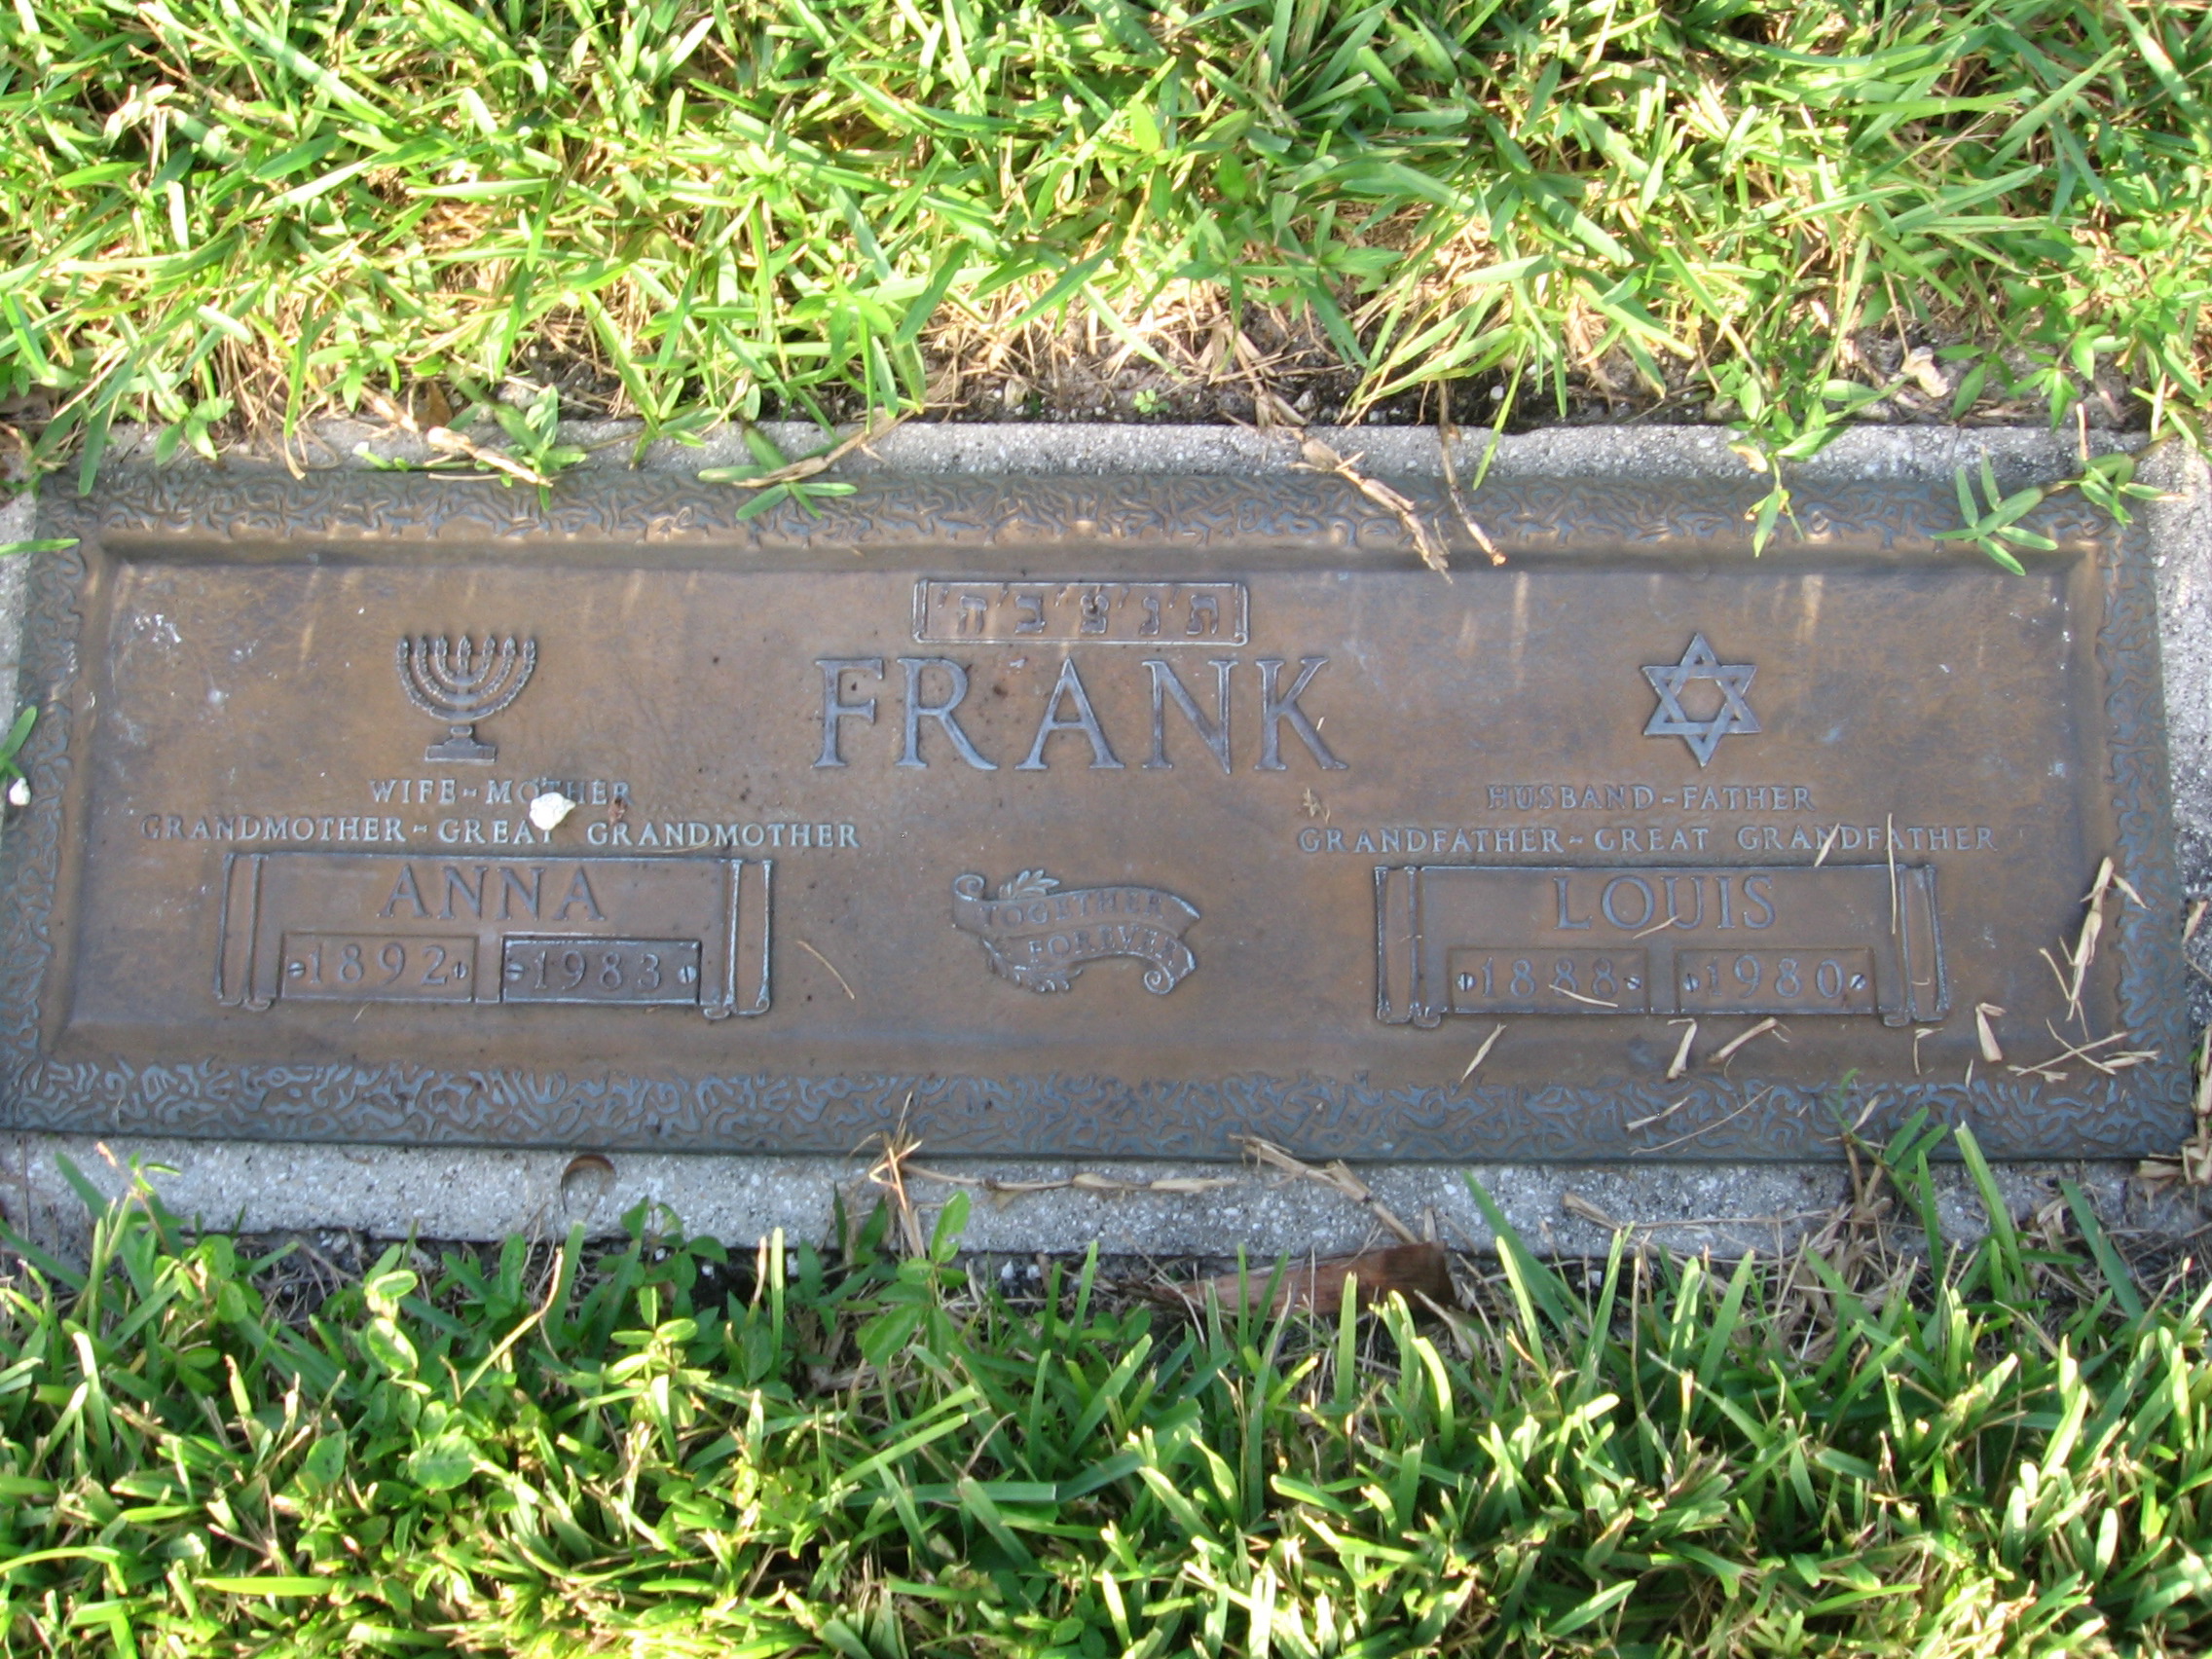 ת'נ'צ'ב'ה'
FRANK
WIFE~MOTHER
GRANDMOTHER~GREAT GRANDMOTHER
ANNA
1892 1983
TOGETHER
FOREVER
HUSBAND~FATHER
GRANDFATHER~GREAT GRANDFATHER
LOUIS
1888 1980